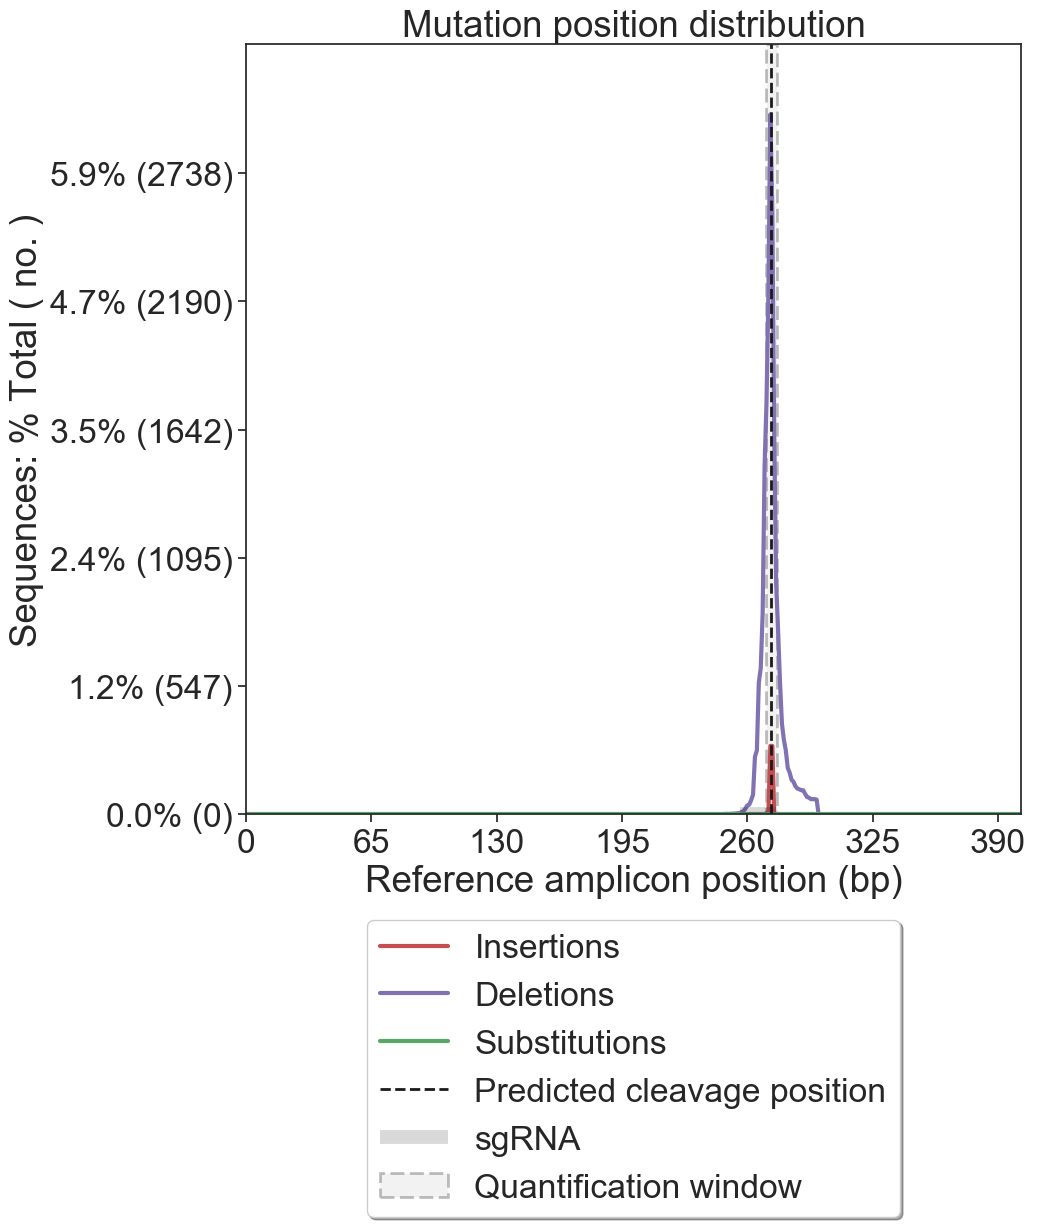 Mutation position distribution
Sequences: % Total ( no. )
5.9% (2738)
4.7% (2190)
3.5% (1642)
2.4% (1095)
1.2% (547)
0.0% (0)
0 65 130 195 260 325 390
Reference amplicon position (bp)
Insertions
Deletions
Substitutions
Predicted cleavage position
sgRNA
Quantification window